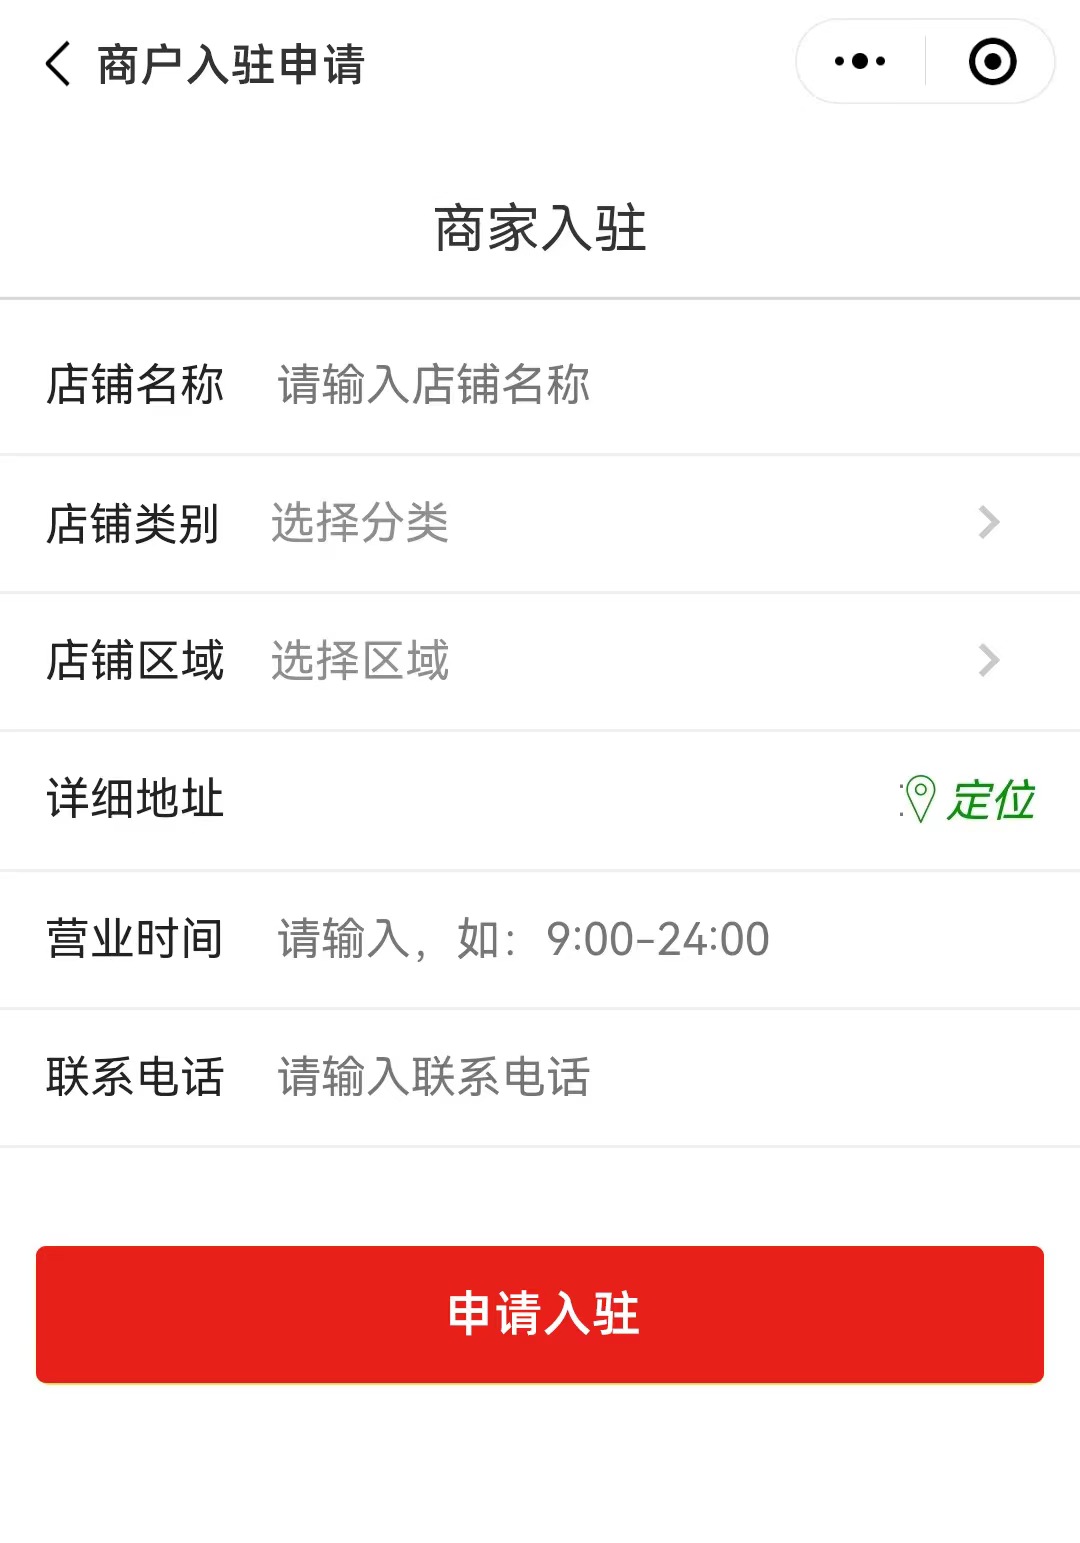 商户入驻申请
商家入驻
店铺名称 请输入店铺名称
店铺类别 选择分类
店铺区域 选择区域
详细地址 定位
营业时间 请输入，如：9:00-24:00
联系电话 请输入联系电话
申请入驻